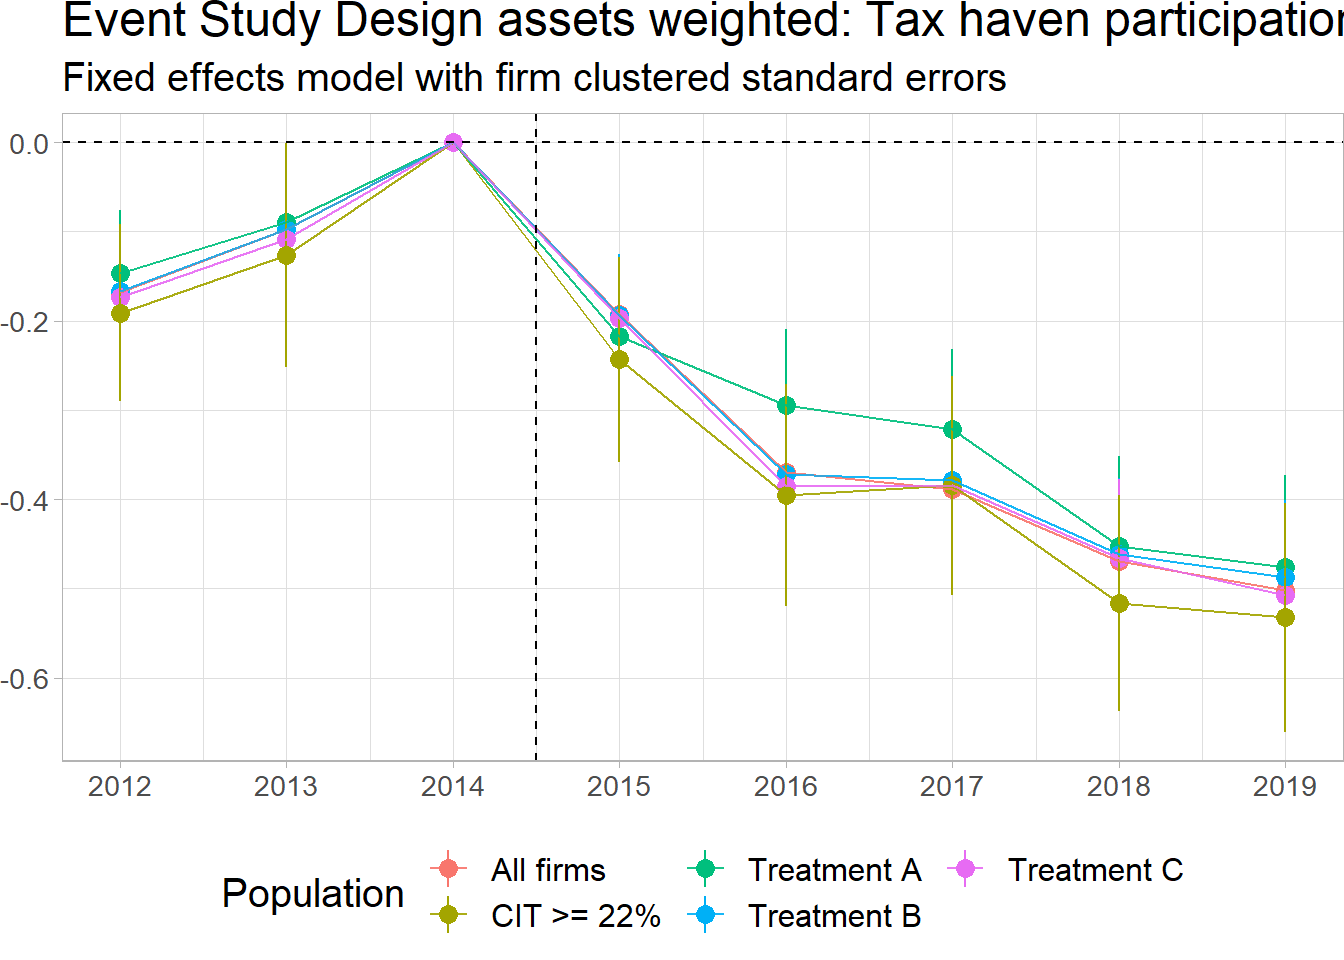 Event Study Design assets weighted: Tax haven participation
Fixed effects model with firm clustered standard errors
0.0
-0.2
-0.4
-0.6
2012 2013 2014 2015 2016 2017 2018 2019
Population
All firms Treatment A Treatment C
CIT >= 22% Treatment B